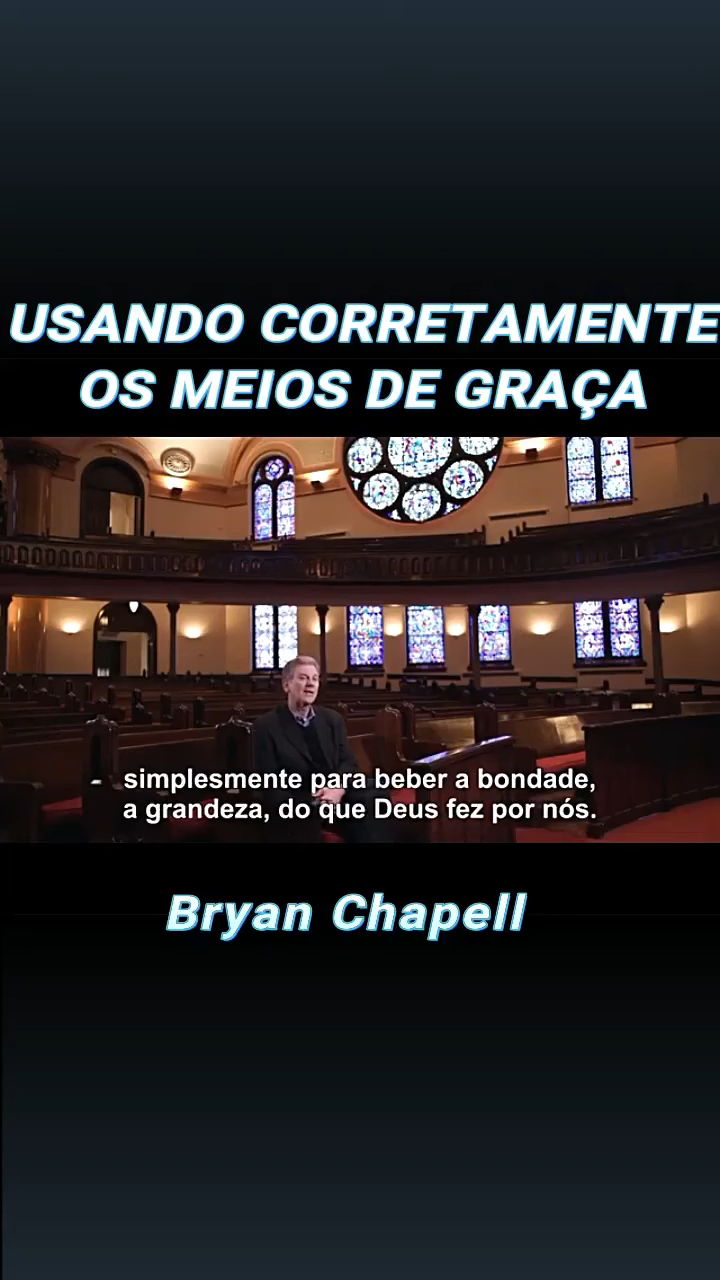 USANDO CORRETAMENTE
OS MEIOS DE GRAÇA
simplesmente para beber a bondade,
a grandeza, do que Deus fez por nós.
Bryan Chapell